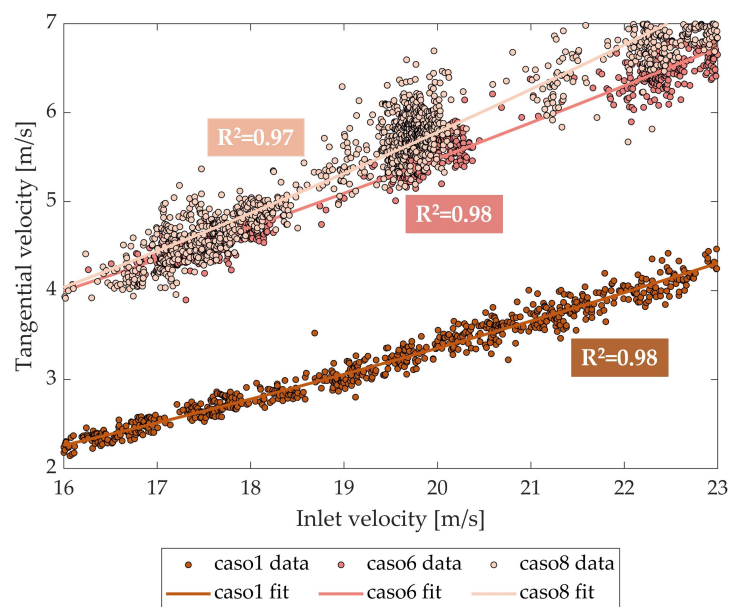 7
6
5
4
3
2
Tangential velocity [m/s]
R²=0.97
R²=0.98
R²=0.98
16 17 18 19 20 21 22 23
Inlet velocity [m/s]
caso1 data caso6 data caso8 data
caso1 fit caso6 fit caso8 fit